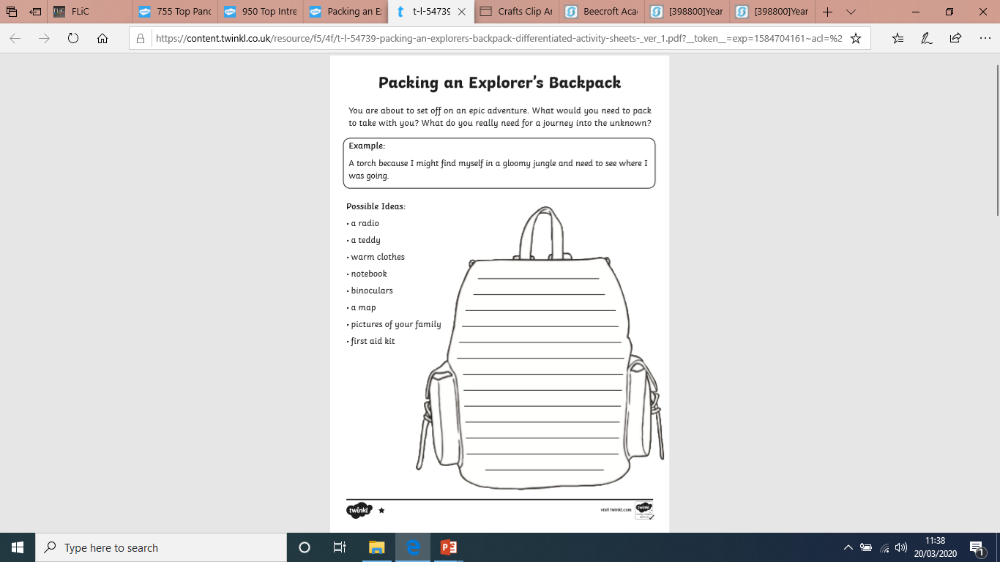 FLiC
755 Top Panc
950 Top Intre
Packing an Ex
t-l-54739
Crafts Clip Ar
Beecroft Aca
[398800]Year
[398800]Year
https://content.twinkl.co.uk/resource/f5/4f/t-l-54739-packing-an-explorers-backpack-differentiated-activity-sheets-_ver_1.pdf?__token__=exp=1584704161~acl=%2
Packing an Explorer's Backpack
You are about to set off on an epic adventure. What would you need to pack
to take with you? What do you really need for a journey into the unknown?
Example:
A torch because I might find myself in a gloomy jungle and need to see where I
was going.
Possible Ideas:
• a radio
• a teddy
• warm clothes
• notebook
• binoculars
• a map
• pictures of your family
• first aid kit
twinkl
visit twinkl.com
twinkl
Type here to search
11:38
20/03/2020
1